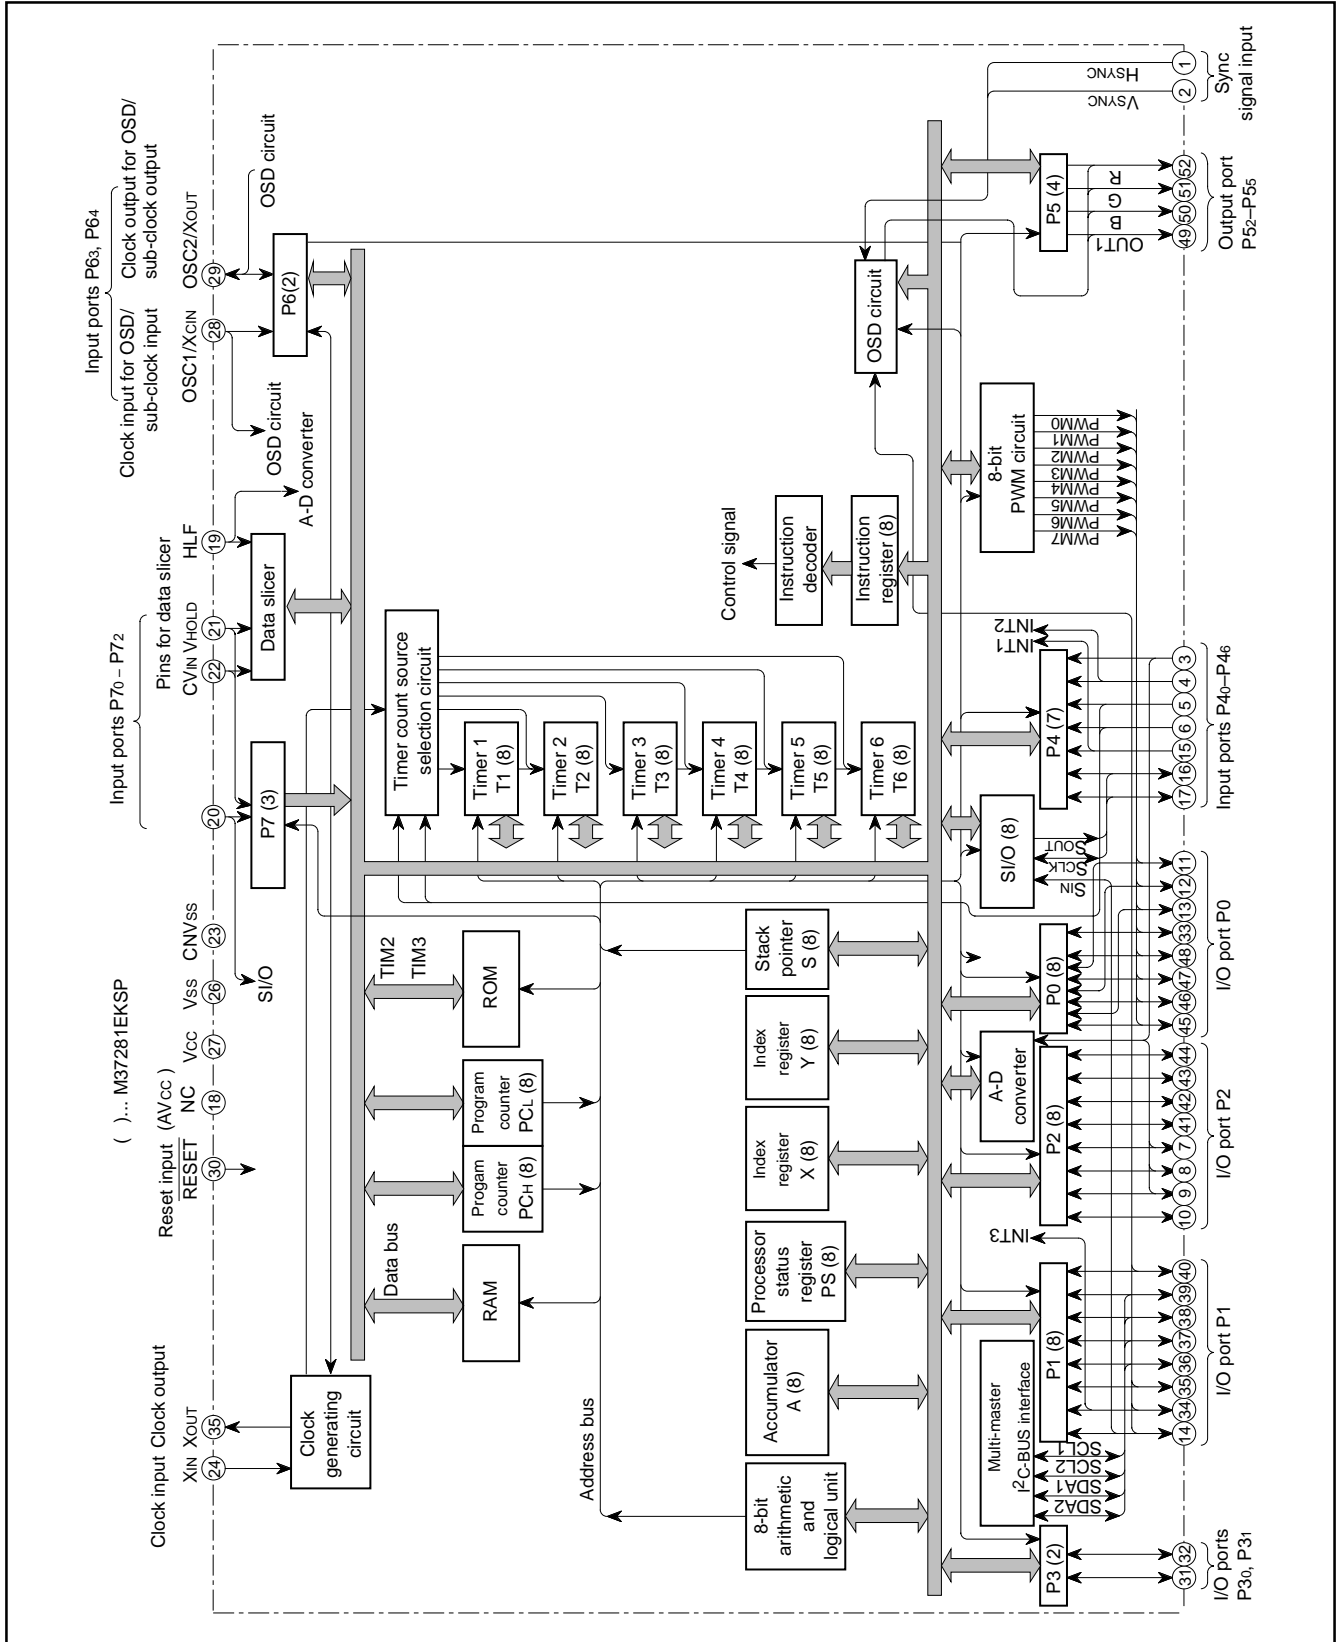 Clock input Clock output
XIN XOUT
24
35
Reset input
RESET
30
( )... M37281EKSP
(AVCC )
NC
18
VCC
27
VSS
26
CNVSS
23
Input ports P70 – P72
20
Pins for data slicer
CVIN VHOLD HLF
22
21
19
Input ports P63, P64
Clock input for OSD/
sub-clock input
Clock output for OSD/
sub-clock output
OSC1/XCIN OSC2/XOUT
28
29
SI/O
A-D converter
OSD circuit
OSD circuit
Clock
generating
circuit
P7 (3)
Data slicer
P6(2)
Data bus
TIM2
TIM3
RAM
Progam
counter
PCH (8)
Program
counter
PCL (8)
ROM
Timer count source
selection circuit
Timer 1
T1 (8)
Timer 2
T2 (8)
Timer 3
T3 (8)
Timer 4
T4 (8)
Timer 5
T5 (8)
Timer 6
T6 (8)
Address bus
8-bit
arithmetic
and
logical unit
Accumulator
A (8)
Processor
status
register
PS (8)
Index
register
X (8)
Index
register
Y (8)
Stack
pointer
S (8)
Control signal
Instruction
decoder
Instruction
register (8)
OSD circuit
P3 (2)
Multi-master
I2C-BUS interface
SDA2
SDA1
SCL2
SCL1
P1 (8)
INT3
P2 (8)
A-D
converter
P0 (8)
SI/O (8)
SIN
SCLK
SOUT
P4 (7)
INT1
INT2
8-bit
PWM circuit
PWM7
PWM6
PWM5
PWM4
PWM3
PWM2
PWM1
PWM0
P5 (4)
OUT1
B
G
R
VSYNC
HSYNC
31
32
I/O ports
P30, P31
14
34
35
36
37
38
39
40
I/O port P1
10
9
8
7
41
42
43
44
I/O port P2
45
46
47
48
33
13
12
11
I/O port P0
17
16
15
6
5
4
3
Input ports P40–P46
49
50
51
52
Output port
P52–P55
2
1
Sync
signal input